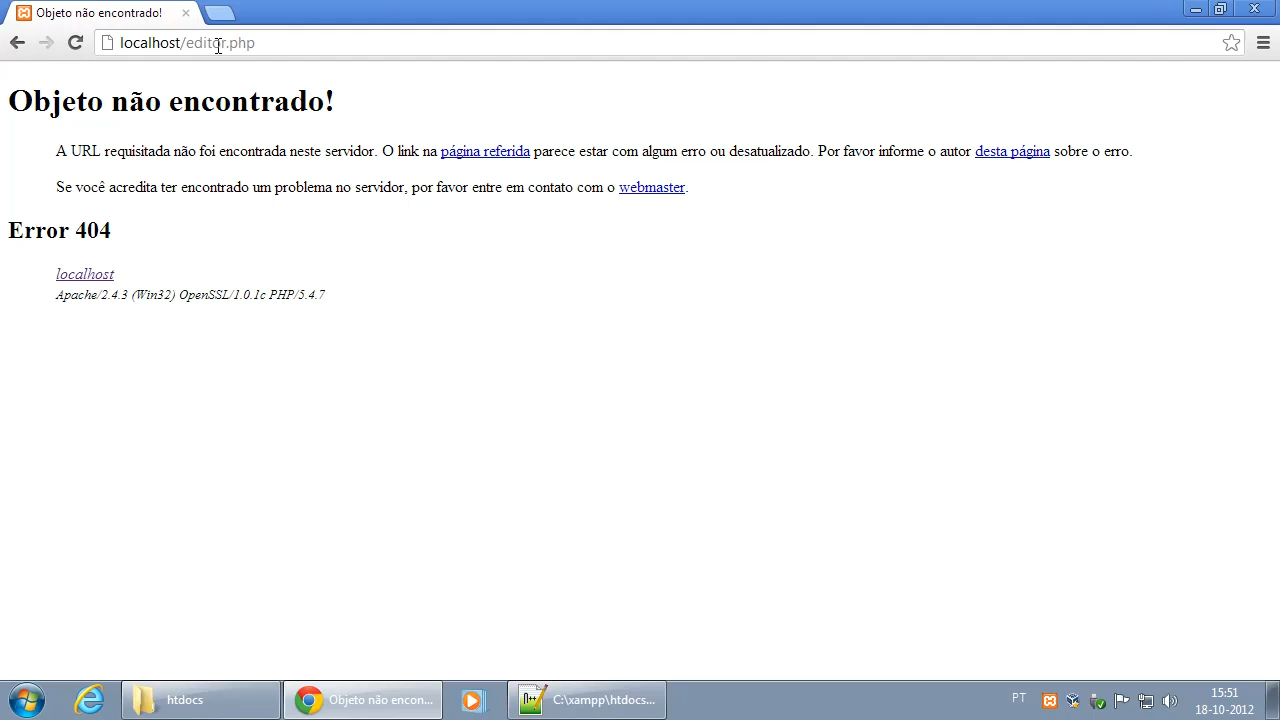 Objeto não encontrado!
localhost/editor.php
Objeto não encontrado!
A URL requisitada não foi encontrada neste servidor. O link na página referida parece estar com algum erro ou desatualizado. Por favor informe o autor desta página sobre o erro.
Se você acredita ter encontrado um problema no servidor, por favor entre em contato com o webmaster.
Error 404
localhost
Apache/2.4.3 (Win32) OpenSSL/1.0.1c PHP/5.4.7
htdocs
Objeto não encon...
C:\xampp\htdocs...
PT
15:51
18-10-2012